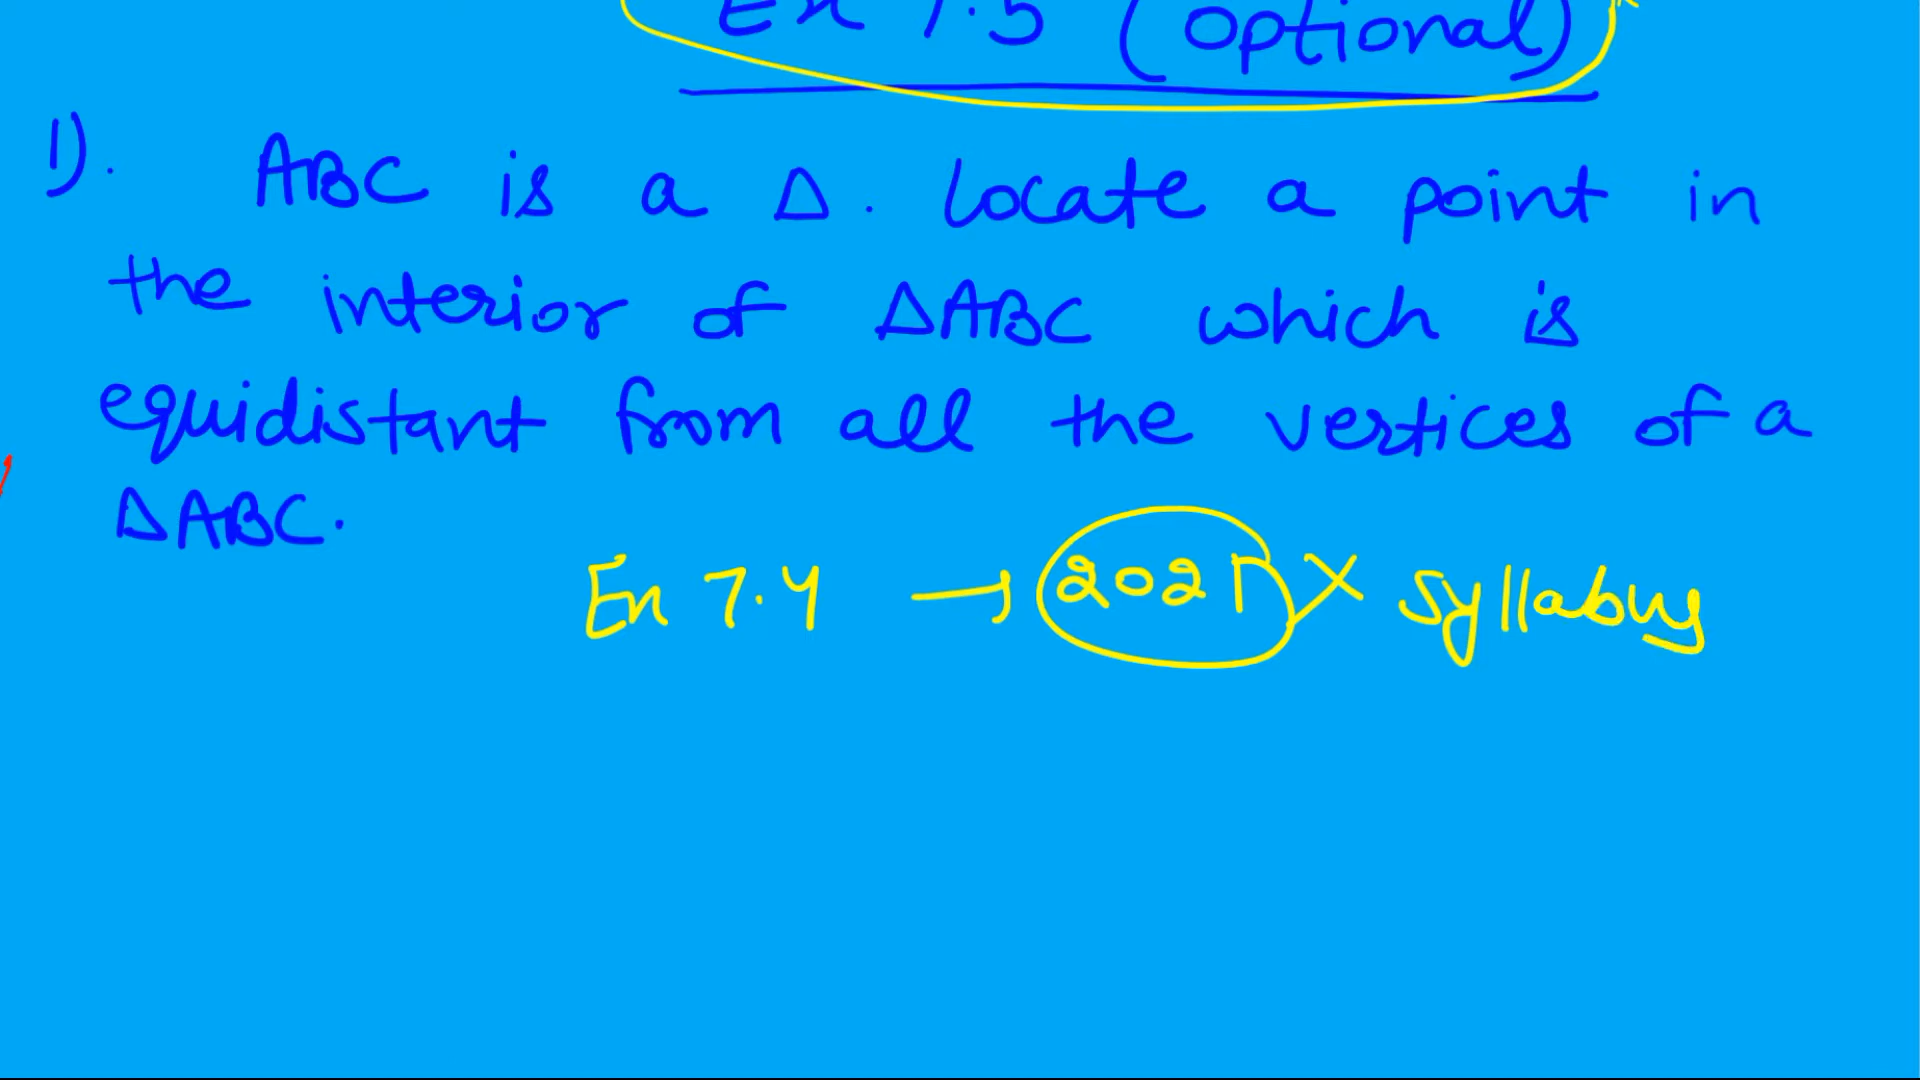 Ex 7.5 (Optional)
1). ABC is a Δ. Locate a point in
the interior of ΔABC which is
equidistant from all the vertices of a
ΔABC.
Ex 7.4 → 2021 X Syllabus